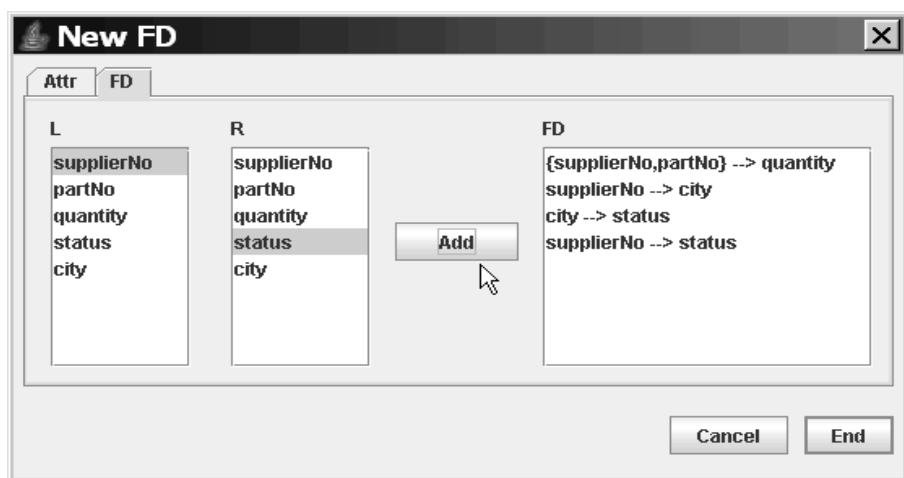 New FD
Attr FD
L
supplierNo
partNo
quantity
status
city
R
supplierNo
partNo
quantity
status
city
Add
FD
{supplierNo,partNo} --> quantity
supplierNo --> city
city --> status
supplierNo --> status
Cancel End